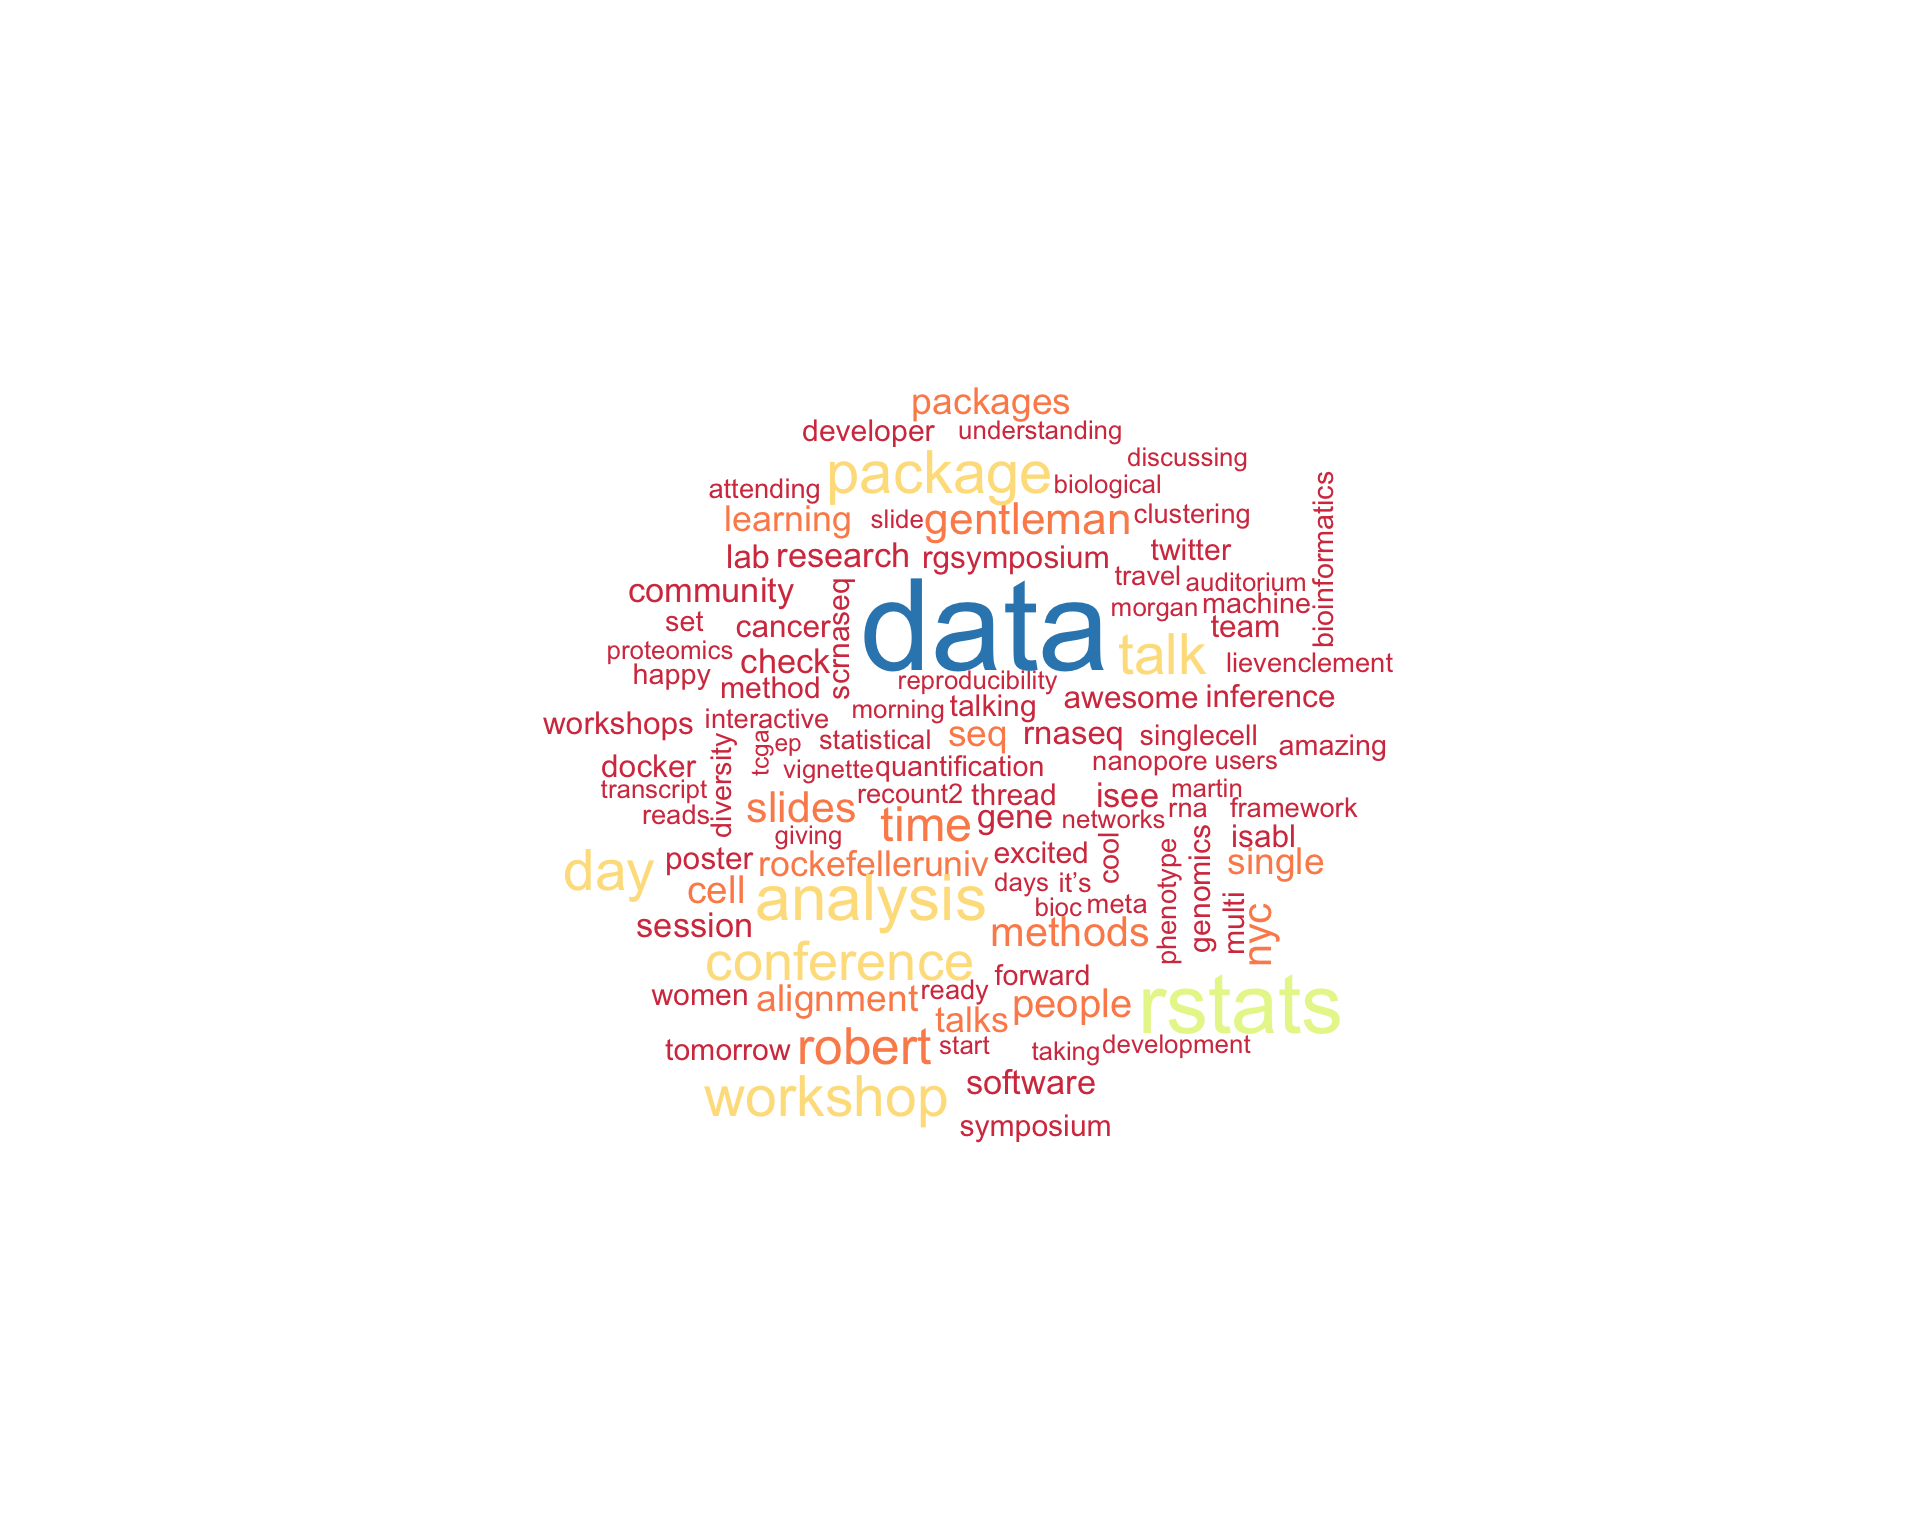 packages
developer understanding
discussing
package
attending biological
learning slide gentleman clustering
bioinformatics
lab research rgsymposium twitter
community scrnaseq data travel auditorium
morgan machine
set cancer team
proteomics check talk lievenclement
happy method reproducibility
awesome inference
workshops interactive morning talking
tcga ep statistical seq rnaseq singlecell amazing
docker diversity vignette quantification nanopore users
transcript recount2 thread isee martin
reads slides time gene networks rna framework
giving isabl
day poster rockefelleruniv excited cool phenotype genomics single
cell analysis days it’s
bioc meta multi nyc
session methods
conference forward
women alignment ready people rstats
talks
tomorrow robert start taking development
workshop software
symposium